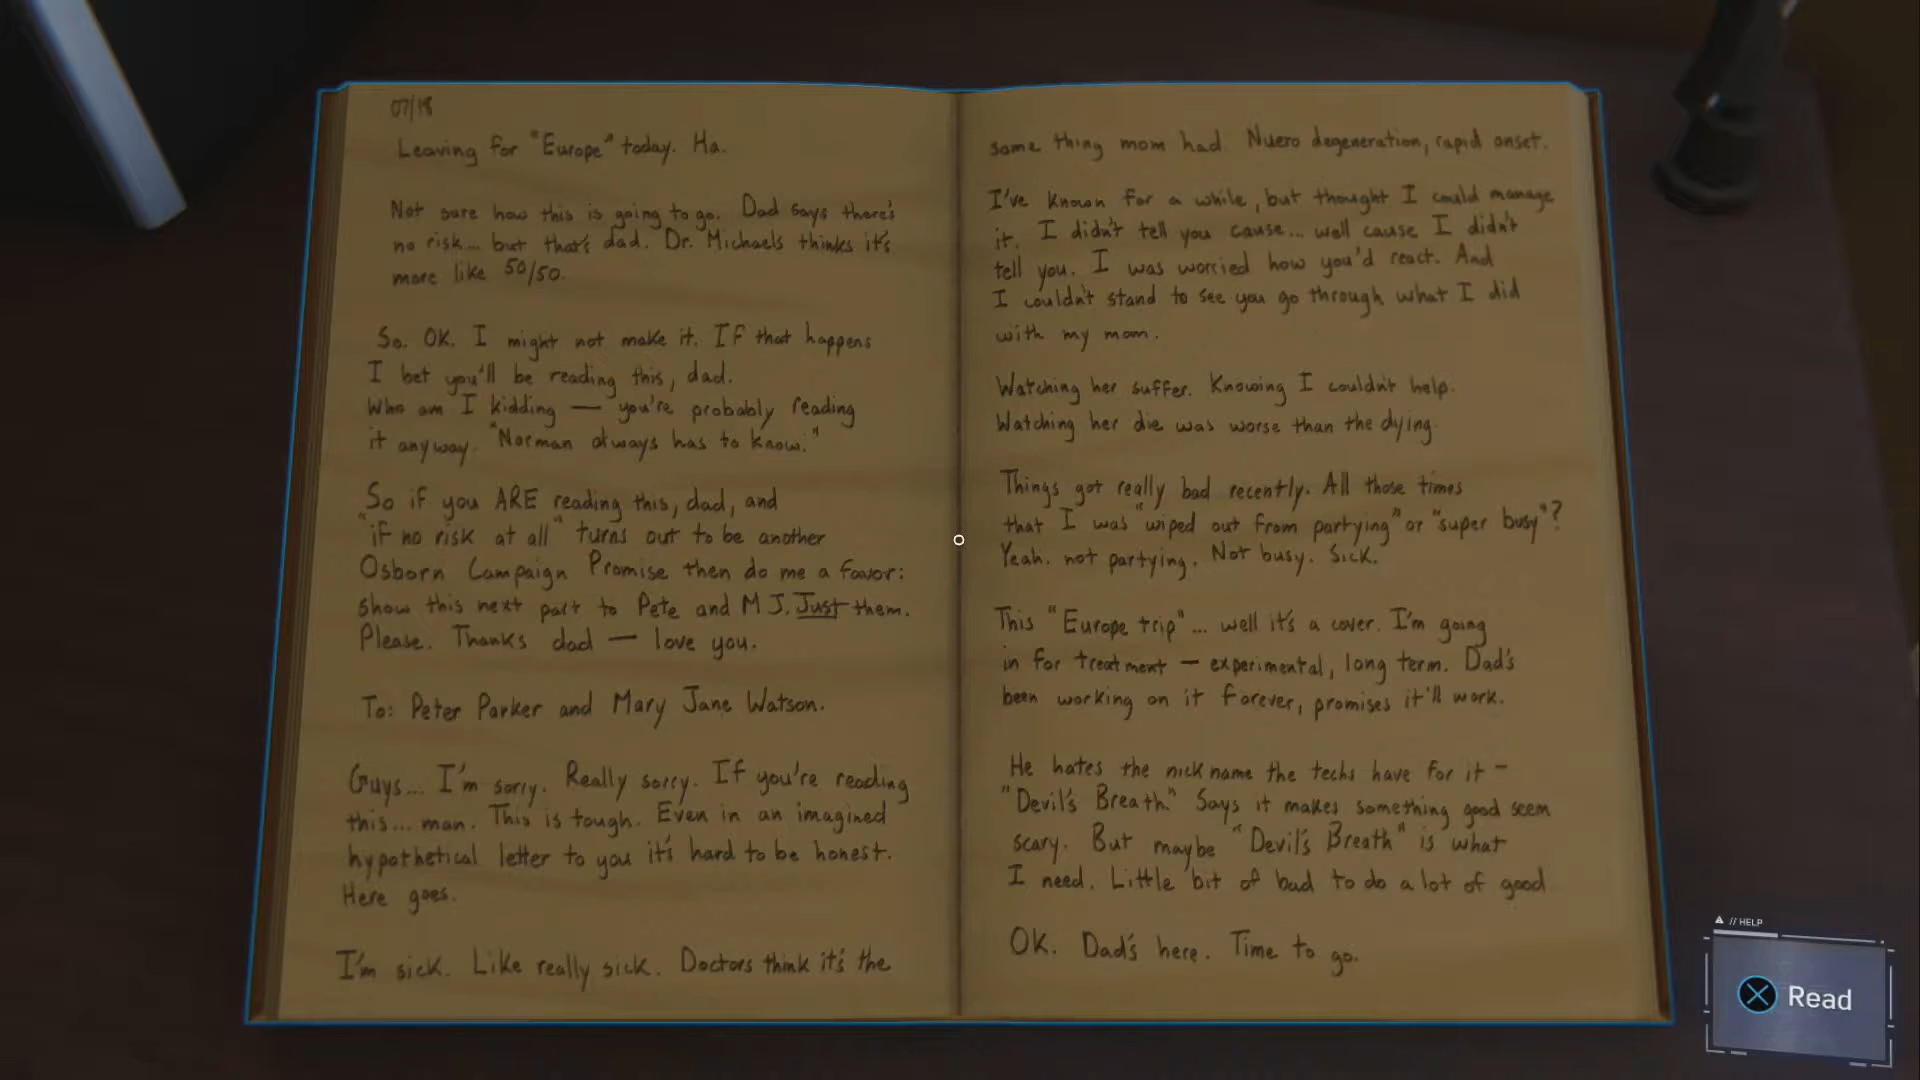 07/18
Leaving for "Europe" today. Ha.
Not sure how this is going to go. Dad says there's
no risk... but that's dad. Dr. Michaels thinks it's
more like 50/50.
So. OK. I might not make it. If that happens
I bet you'll be reading this, dad.
Who am I kidding — you're probably reading
it anyway. "Norman always has to know."
So if you ARE reading this, dad, and
"if no risk at all" turns out to be another
Osborn Campaign Promise then do me a favor:
show this next part to Pete and MJ. Just them.
Please. Thanks dad — love you.
To: Peter Parker and Mary Jane Watson.
Guys... I'm sorry. Really sorry. If you're reading
this... man. This is tough. Even in an imagined
hypothetical letter to you it's hard to be honest.
Here goes.
I'm sick. Like really sick. Doctors think it's the
same thing mom had. Nuero degeneration, rapid onset.
I've known for a while, but thought I could manage
it. I didn't tell you cause... well cause I didn't
tell you. I was worried how you'd react. And
I couldn't stand to see you go through what I did
with my mom.
Watching her suffer. Knowing I couldn't help.
Watching her die was worse than the dying.
Things got really bad recently. All those times
that I was "wiped out from partying" or "super busy"?
Yeah. not partying. Not busy. Sick.
This "Europe trip"... well it's a cover. I'm going
in for treatment — experimental, long term. Dad's
been working on it forever, promises it'll work.
He hates the nickname the techs have for it -
"Devil's Breath." Says it makes something good seem
scary. But maybe "Devil's Breath" is what
I need. Little bit of bad to do a lot of good
OK. Dad's here. Time to go.
// HELP
Read